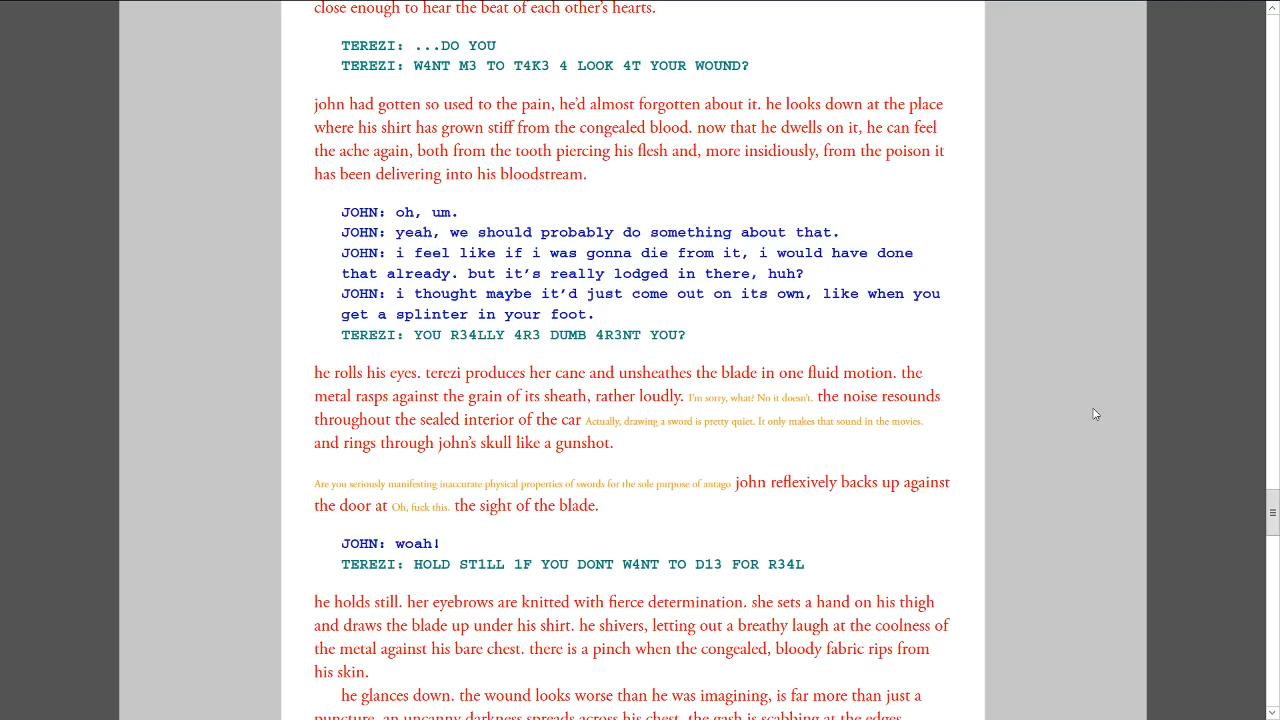 close enough to hear the beat of each other's hearts.
TEREZI: ...DO YOU
TEREZI: W4NT M3 TO T4K3 4 LOOK 4T YOUR WOUND?
john had gotten so used to the pain, he'd almost forgotten about it. he looks down at the place
where his shirt has grown stiff from the congealed blood. now that he dwells on it, he can feel
the ache again, both from the tooth piercing his flesh and, more insidiously, from the poison it
has been delivering into his bloodstream.
JOHN: oh, um.
JOHN: yeah, we should probably do something about that.
JOHN: i feel like if i was gonna die from it, i would have done
that already. but it's really lodged in there, huh?
JOHN: i thought maybe it'd just come out on its own, like when you
get a splinter in your foot.
TEREZI: YOU R34LLY 4R3 DUMB 4R3NT YOU?
he rolls his eyes. terezi produces her cane and unsheathes the blade in one fluid motion. the
metal rasps against the grain of its sheath, rather loudly. I'm sorry, what? No it doesn't. the noise resounds
throughout the sealed interior of the car Actually, drawing a sword is pretty quiet. It only makes that sound in the movies.
and rings through john's skull like a gunshot.
Are you seriously manifesting inaccurate physical properties of swords for the sole purpose of antago john reflexively backs up against
the door at Oh, fuck this. the sight of the blade.
JOHN: woah!
TEREZI: HOLD ST1LL 1F YOU DONT W4NT TO D13 FOR R34L
he holds still. her eyebrows are knitted with fierce determination. she sets a hand on his thigh
and draws the blade up under his shirt. he shivers, letting out a breathy laugh at the coolness of
the metal against his bare chest. there is a pinch when the congealed, bloody fabric rips from
his skin.
he glances down. the wound looks worse than he was imagining, is far more than just a
puncture. an uncanny darkness spreads across his chest. the gash is scabbing at the edges